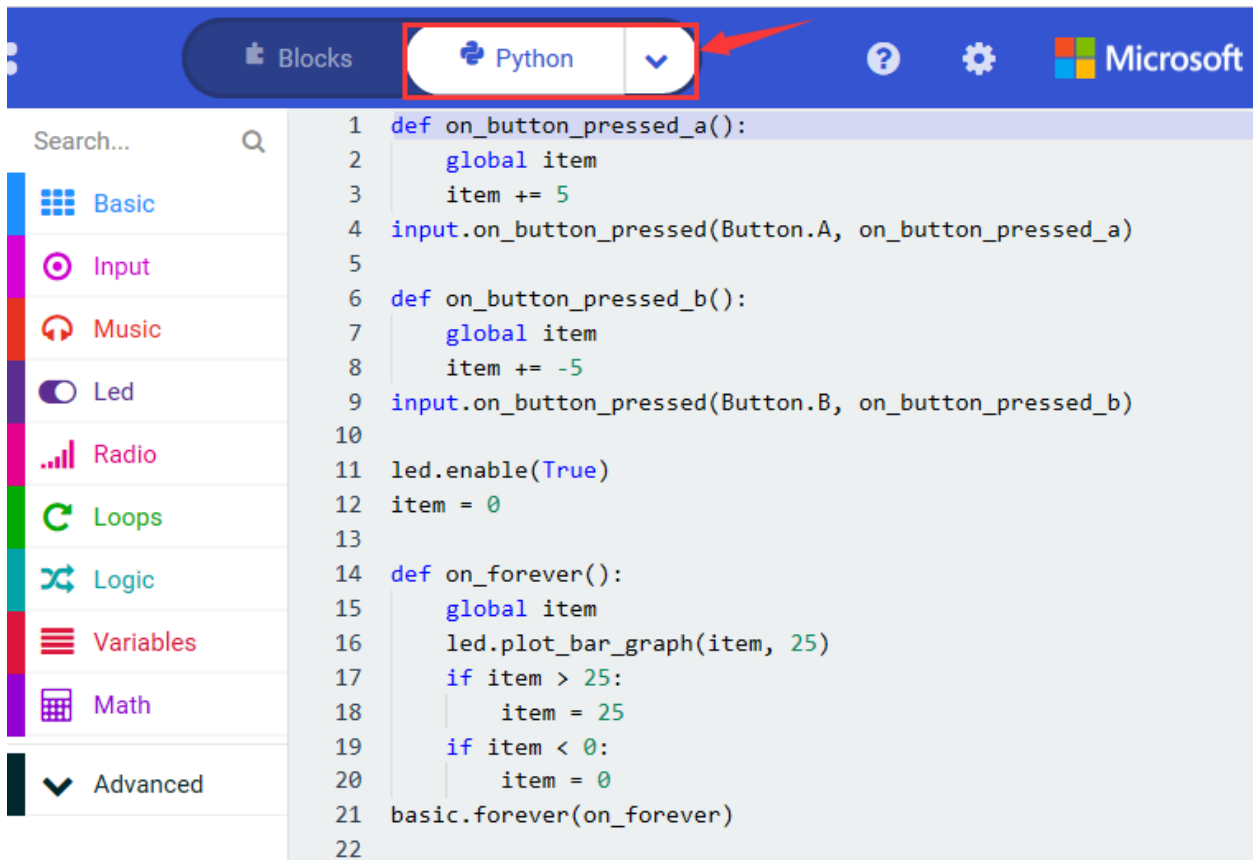 Blocks Python Microsoft
Search...
Basic
Input
Music
Led
Radio
Loops
Logic
Variables
Math
Advanced
1 def on_button_pressed_a():
2     global item
3     item += 5
4 input.on_button_pressed(Button.A, on_button_pressed_a)
5
6 def on_button_pressed_b():
7     global item
8     item += -5
9 input.on_button_pressed(Button.B, on_button_pressed_b)
10
11 led.enable(True)
12 item = 0
13
14 def on_forever():
15     global item
16     led.plot_bar_graph(item, 25)
17     if item > 25:
18         item = 25
19     if item < 0:
20         item = 0
21 basic.forever(on_forever)
22